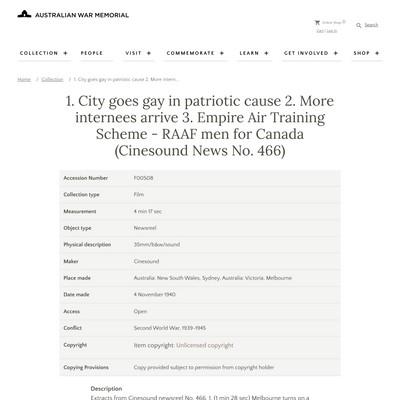 AUSTRALIAN WAR MEMORIAL
Online Shop
Cart | Log in
Search
COLLECTION + PEOPLE VISIT + COMMEMORATE + LEARN + GET INVOLVED + SHOP +
Home / Collection / 1. City goes gay in patriotic cause 2. More intern...
1. City goes gay in patriotic cause 2. More
internees arrive 3. Empire Air Training
Scheme - RAAF men for Canada
(Cinesound News No. 466)
Accession Number F00508
Collection type Film
Measurement 4 min 17 sec
Object type Newsreel
Physical description 35mm/b&w/sound
Maker Cinesound
Place made Australia: New South Wales, Sydney, Australia: Victoria, Melbourne
Date made 4 November 1940
Access Open
Conflict Second World War, 1939-1945
Copyright Item copyright: Unlicensed copyright
Copying Provisions Copy provided subject to permission from copyright holder
Description
Extracts from Cinesound newsreel No. 466. 1. (1 min 28 sec) Melbourne turns on a